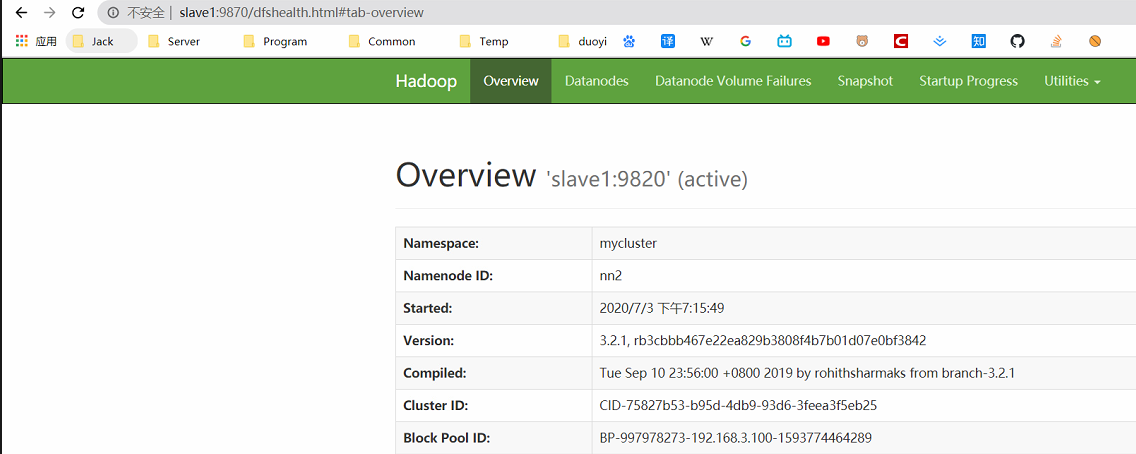 不安全 | slave1:9870/dfshealth.html#tab-overview
应用 Jack Server Program Common Temp duoyi 译 W G C 知
Hadoop Overview Datanodes Datanode Volume Failures Snapshot Startup Progress Utilities
Overview 'slave1:9820' (active)
Namespace: mycluster
Namenode ID: nn2
Started: 2020/7/3 下午7:15:49
Version: 3.2.1, rb3cbbb467e22ea829b3808f4b7b01d07e0bf3842
Compiled: Tue Sep 10 23:56:00 +0800 2019 by rohithsharmaks from branch-3.2.1
Cluster ID: CID-75827b53-b95d-4db9-93d6-3feea3f5eb25
Block Pool ID: BP-997978273-192.168.3.100-1593774464289